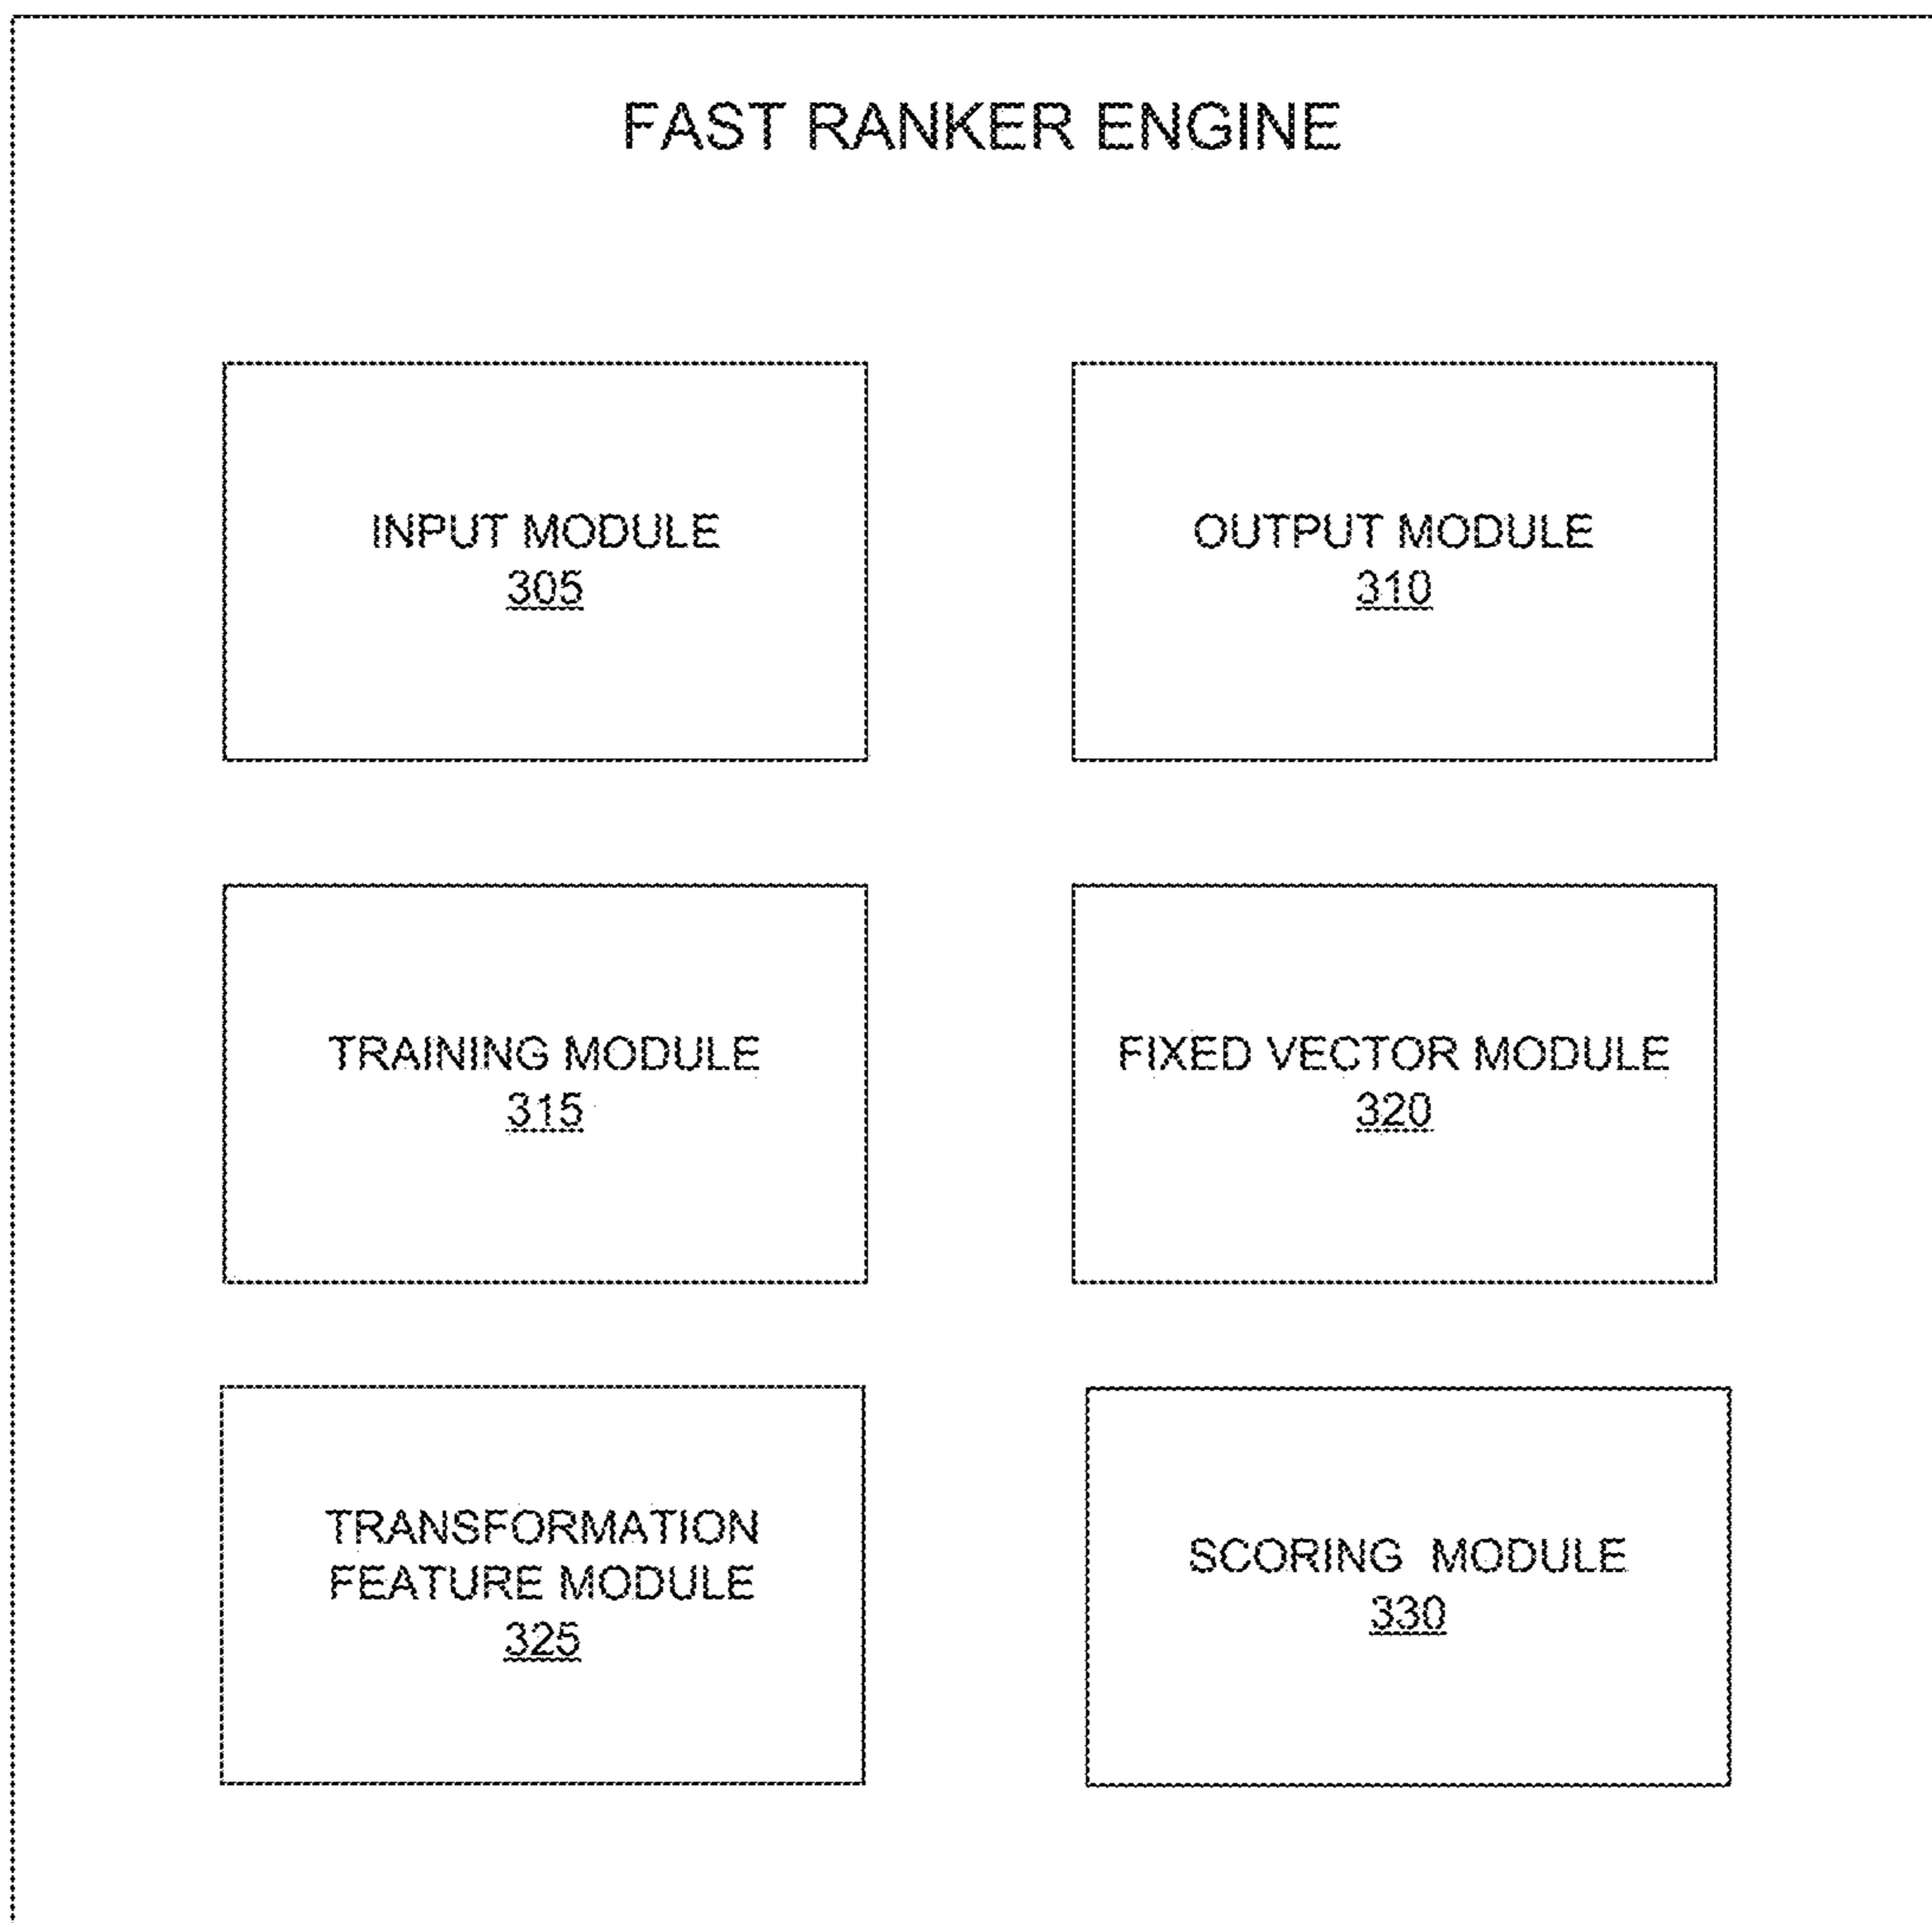 FAST RANKER ENGINE
INPUT MODULE
305
OUTPUT MODULE
310
TRAINING MODULE
315
FIXED VECTOR MODULE
320
TRANSFORMATION
FEATURE MODULE
325
SCORING MODULE
330